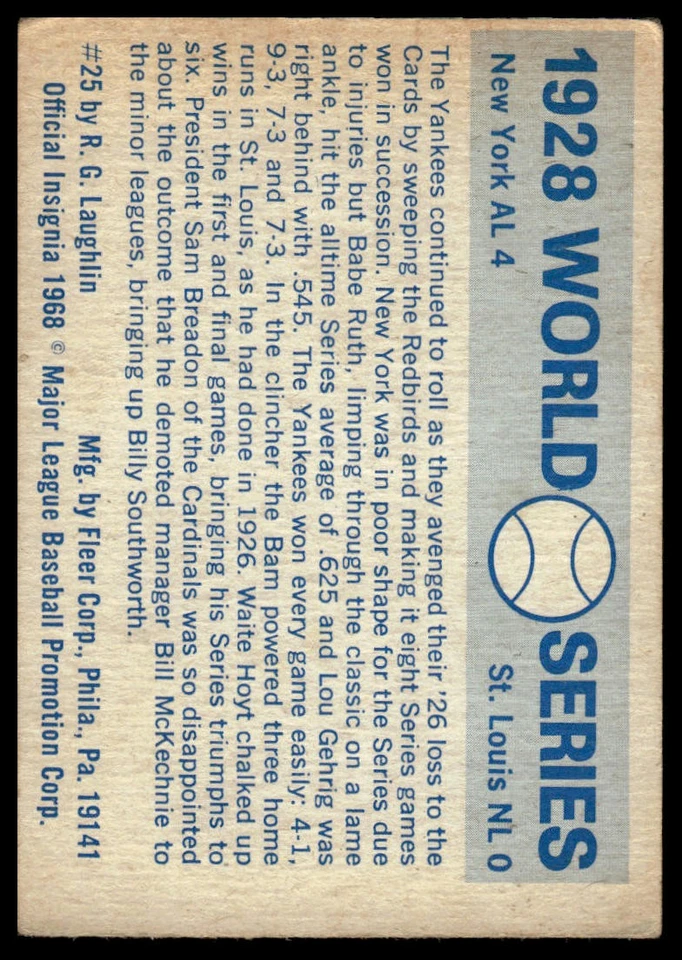 1928 WORLD SERIES
New York AL 4 St. Louis NL 0
The Yankees continued to roll as they avenged their '26 loss to the
Cards by sweeping the Redbirds and making it eight Series games
won in succession. New York was in poor shape for the Series due
to injuries but Babe Ruth, limping through the classic on a lame
ankle, hit the alltime Series average of .625 and Lou Gehrig was
right behind with .545. The Yankees won every game easily: 4-1,
9-3, 7-3 and 7-3. In the clincher the Bam powered three home
runs in St. Louis, as he had done in 1926. Waite Hoyt chalked up
wins in the first and final games, bringing his Series triumphs to
six. President Sam Breadon of the Cardinals was so disappointed
about the outcome that he demoted manager Bill McKechnie to
the minor leagues, bringing up Billy Southworth.
#25 by R. G. Laughlin Mfg. by Fleer Corp., Phila., Pa. 19141
Official Insignia 1968 © Major League Baseball Promotion Corp.